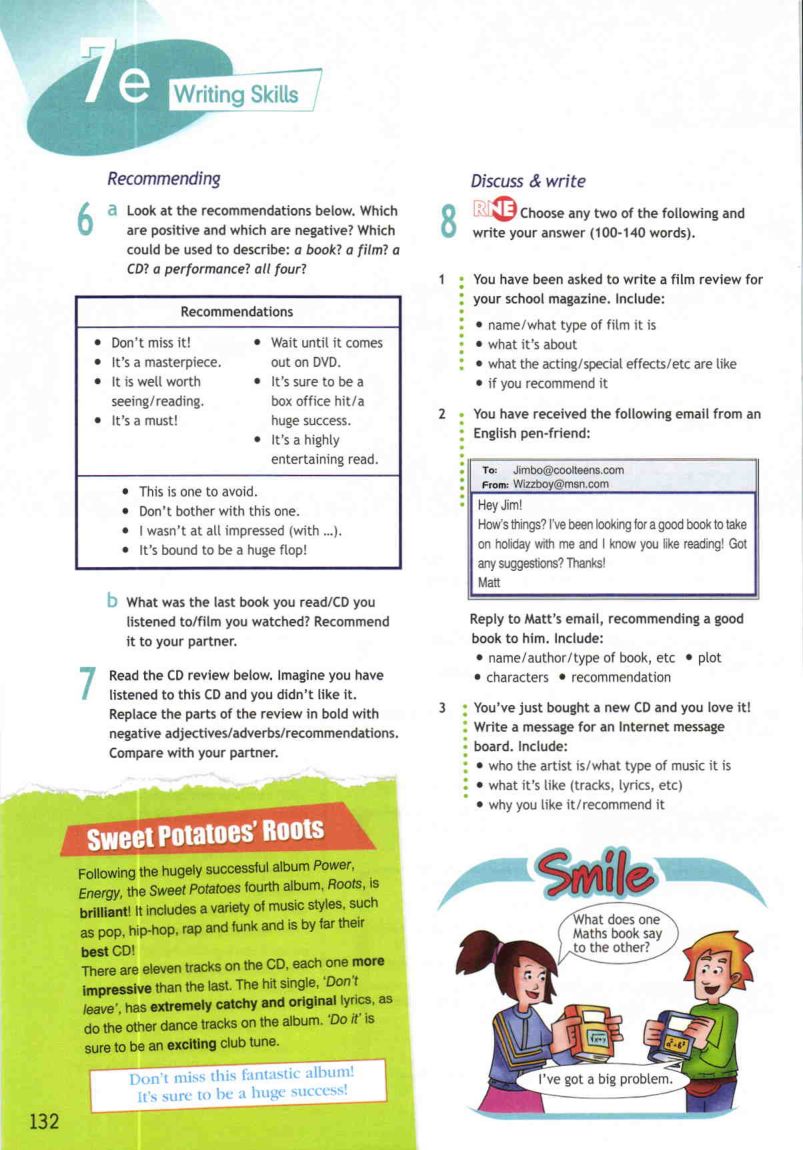 7e Writing Skills
Recommending
6 a Look at the recommendations below. Which
are positive and which are negative? Which
could be used to describe: a book? a film? a
CD? a performance? all four?
Recommendations
• Don't miss it!
• It's a masterpiece.
• It is well worth
seeing/reading.
• It's a must!
• Wait until it comes
out on DVD.
• It's sure to be a
box office hit/a
huge success.
• It's a highly
entertaining read.
• This is one to avoid.
• Don't bother with this one.
• I wasn't at all impressed (with ...).
• It's bound to be a huge flop!
b What was the last book you read/CD you
listened to/film you watched? Recommend
it to your partner.
7 Read the CD review below. Imagine you have
listened to this CD and you didn't like it.
Replace the parts of the review in bold with
negative adjectives/adverbs/recommendations.
Compare with your partner.
Sweet Potatoes' Roots
Following the hugely successful album Power,
Energy, the Sweet Potatoes fourth album, Roots, is
brilliant! It includes a variety of music styles, such
as pop, hip-hop, rap and funk and is by far their
best CD!
There are eleven tracks on the CD, each one more
impressive than the last. The hit single, 'Don't
leave', has extremely catchy and original lyrics, as
do the other dance tracks on the album. 'Do it' is
sure to be an exciting club tune.
Don't miss this fantastic album!
It's sure to be a huge success!
132
Discuss & write
8 RNE Choose any two of the following and
write your answer (100-140 words).
1 You have been asked to write a film review for
your school magazine. Include:
• name/what type of film it is
• what it's about
• what the acting/special effects/etc are like
• if you recommend it
2 You have received the following email from an
English pen-friend:
To: Jimbo@coolteens.com
From: Wizzboy@msn.com
Hey Jim!
How's things? I've been looking for a good book to take
on holiday with me and I know you like reading! Got
any suggestions? Thanks!
Matt
Reply to Matt's email, recommending a good
book to him. Include:
• name/author/type of book, etc • plot
• characters • recommendation
3 You've just bought a new CD and you love it!
Write a message for an Internet message
board. Include:
• who the artist is/what type of music it is
• what it's like (tracks, lyrics, etc)
• why you like it/recommend it
Smile
What does one
Maths book say
to the other?
I've got a big problem.